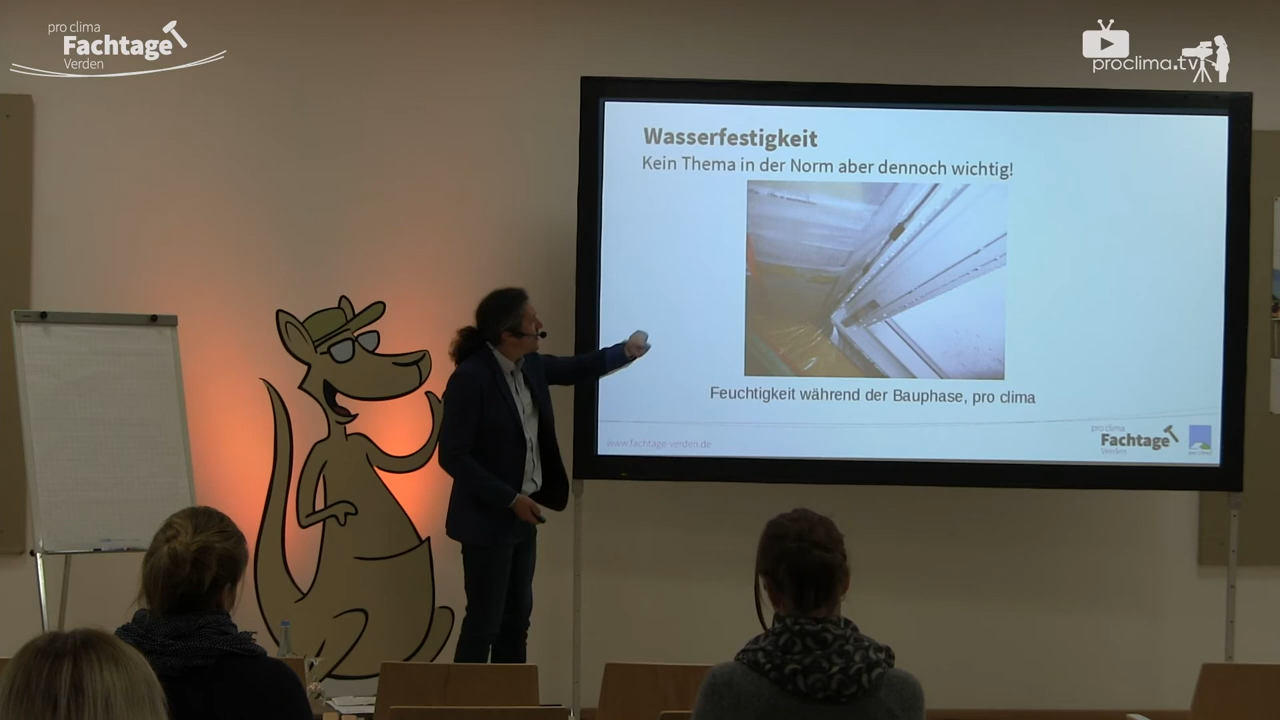 pro clima
Fachtage
Verden
proclima.tv
Wasserfestigkeit
Kein Thema in der Norm aber dennoch wichtig!
Feuchtigkeit während der Bauphase, pro clima
www.fachtage-verden.de
pro clima
Fachtage
Verden